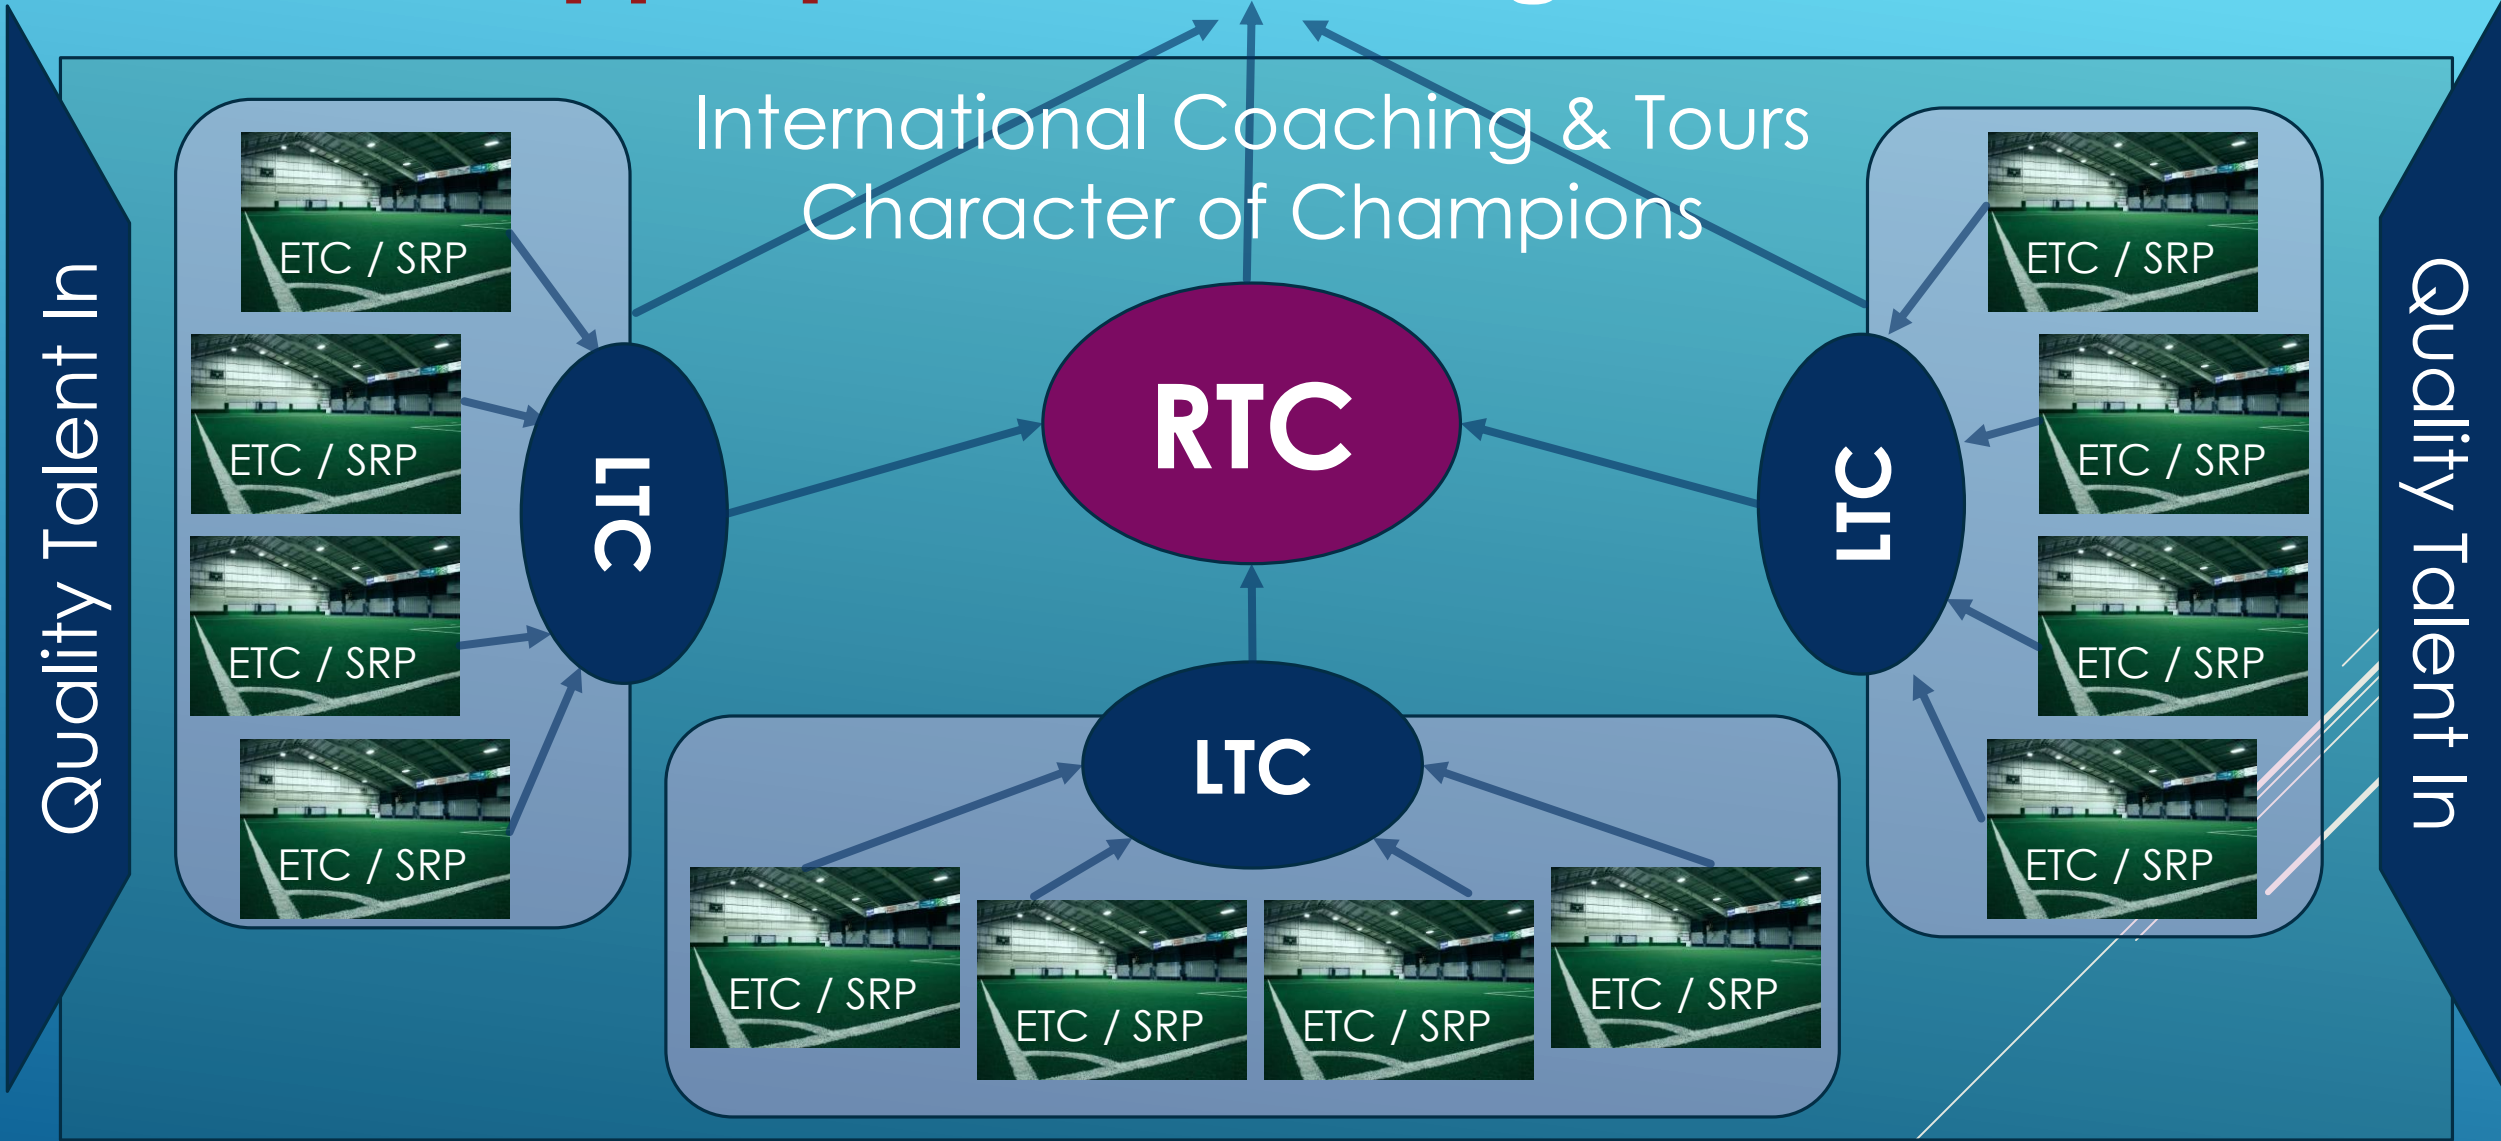 International Coaching & Tours
Character of Champions
Quality Talent In
ETC / SRP
ETC / SRP
ETC / SRP
ETC / SRP
LTC
RTC
LTC
ETC / SRP
ETC / SRP
ETC / SRP
ETC / SRP
Quality Talent In
LTC
ETC / SRP
ETC / SRP
ETC / SRP
ETC / SRP